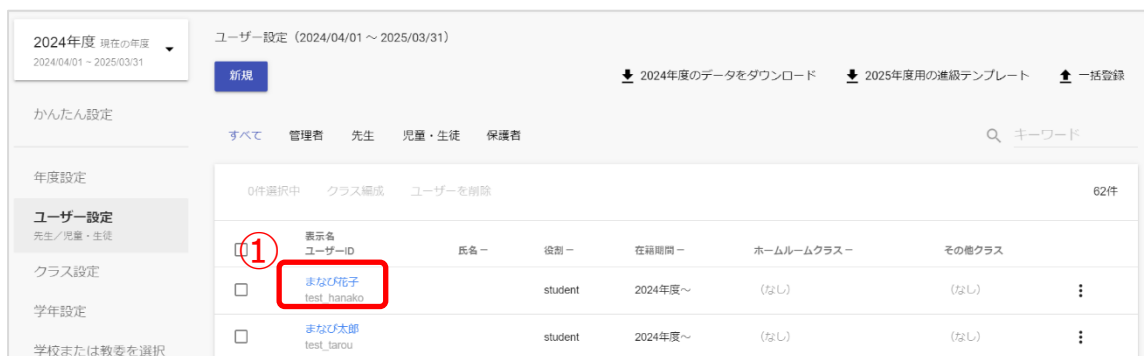 2024年度 現在の年度
2024/04/01 ~ 2025/03/31
かんたん設定
年度設定
ユーザー設定
先生／児童・生徒
クラス設定
学年設定
学校または教委を選択
ユーザー設定（2024/04/01 ～ 2025/03/31）
新規
2024年度のデータをダウンロード
2025年度用の進級テンプレート
一括登録
すべて 管理者 先生 児童・生徒 保護者
キーワード
0件選択中 クラス編成 ユーザーを削除 62件
①
表示名
ユーザーID 氏名 ー 役割 ー 在籍期間 ー ホームルームクラス ー その他クラス
まなび花子
test_hanako student 2024年度～ （なし） （なし）
まなび太郎
test_tarou student 2024年度～ （なし） （なし）